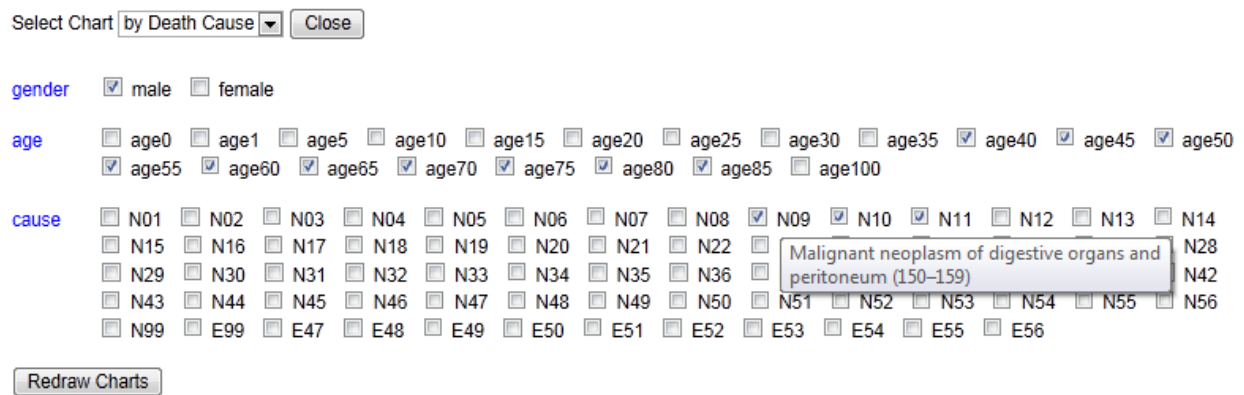 Select Chart by Death Cause Close
gender male female
age age0 age1 age5 age10 age15 age20 age25 age30 age35 age40 age45 age50
age55 age60 age65 age70 age75 age80 age85 age100
cause N01 N02 N03 N04 N05 N06 N07 N08 N09 N10 N11 N12 N13 N14
N15 N16 N17 N18 N19 N20 N21 N22 N28
Malignant neoplasm of digestive organs and
N29 N30 N31 N32 N33 N34 N35 N36 N42
peritoneum (150–159)
N43 N44 N45 N46 N47 N48 N49 N50 N51 N52 N53 N54 N55 N56
N99 E99 E47 E48 E49 E50 E51 E52 E53 E54 E55 E56
Redraw Charts